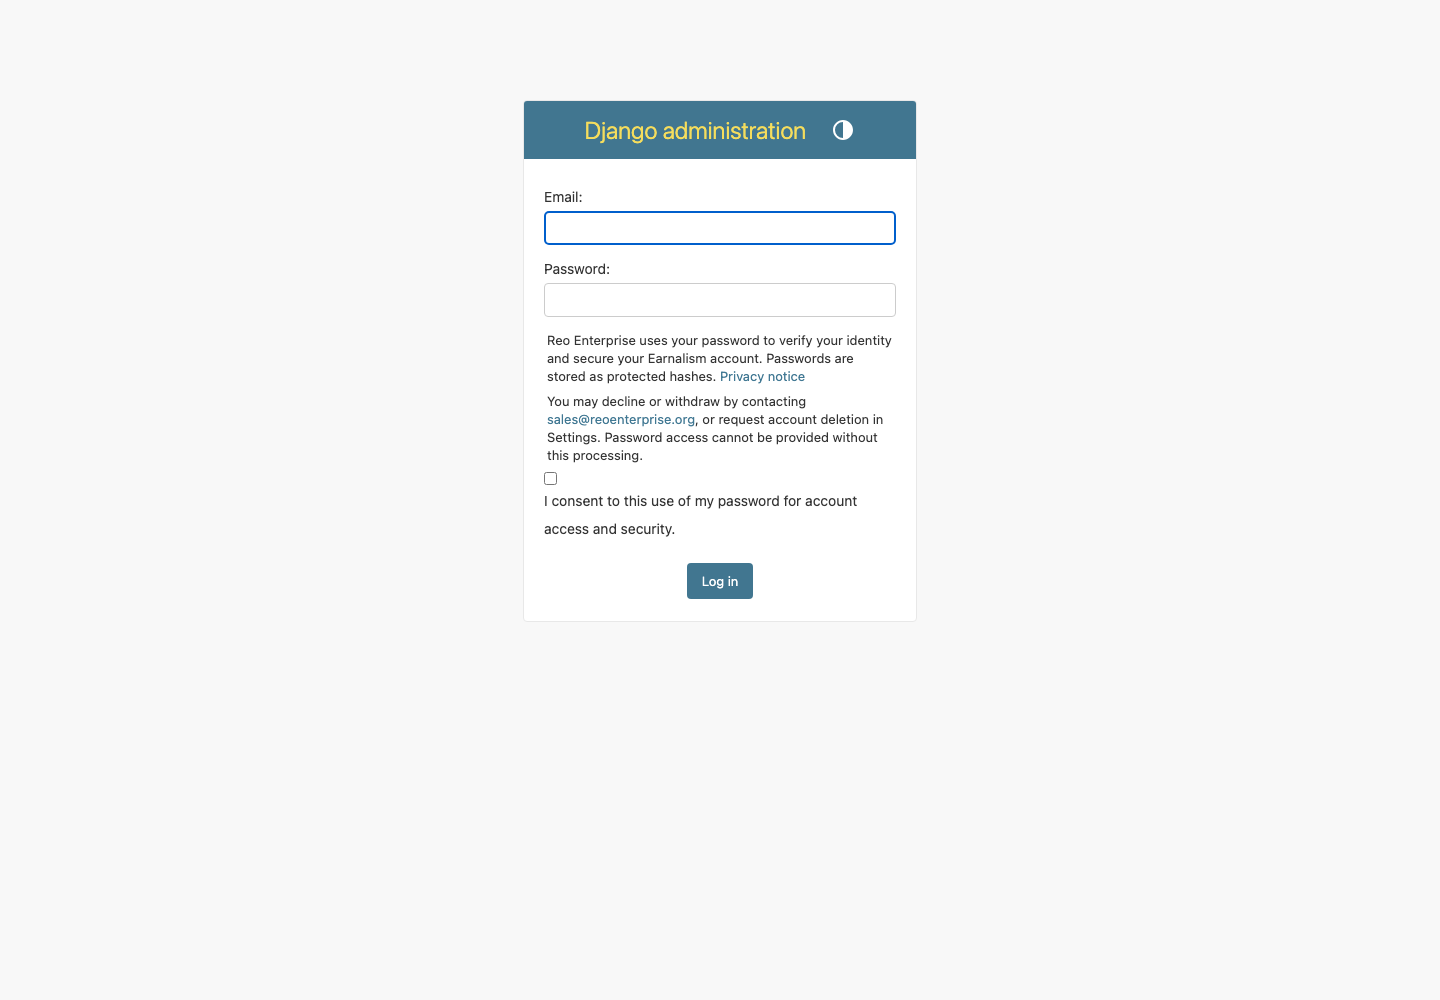 Django administration
Email:
Password:
Reo Enterprise uses your password to verify your identity
and secure your Earnalism account. Passwords are
stored as protected hashes. Privacy notice
You may decline or withdraw by contacting
sales@reoenterprise.org, or request account deletion in
Settings. Password access cannot be provided without
this processing.
I consent to this use of my password for account
access and security.
Log in